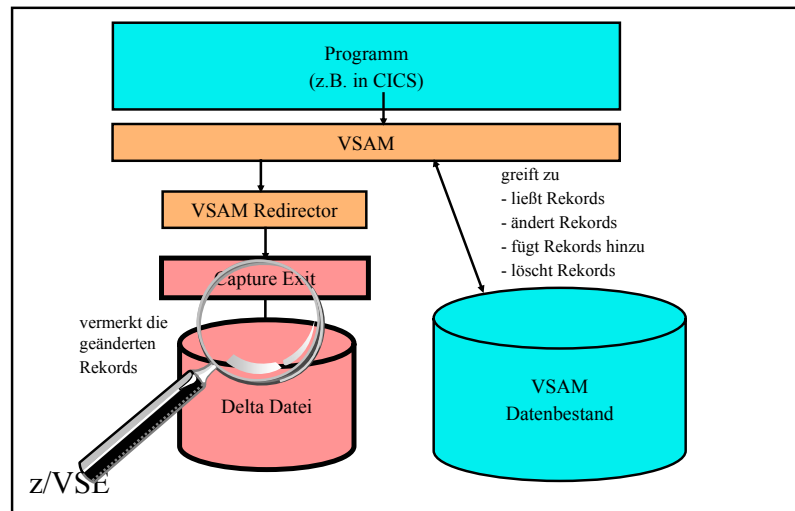 Programm
(z.B. in CICS)
VSAM
greift zu
- ließt Rekords
- ändert Rekords
- fügt Rekords hinzu
- löscht Rekords
VSAM Redirector
Capture Exit
vermerkt die
geänderten
Rekords
Delta Datei
VSAM
Datenbestand
z/VSE